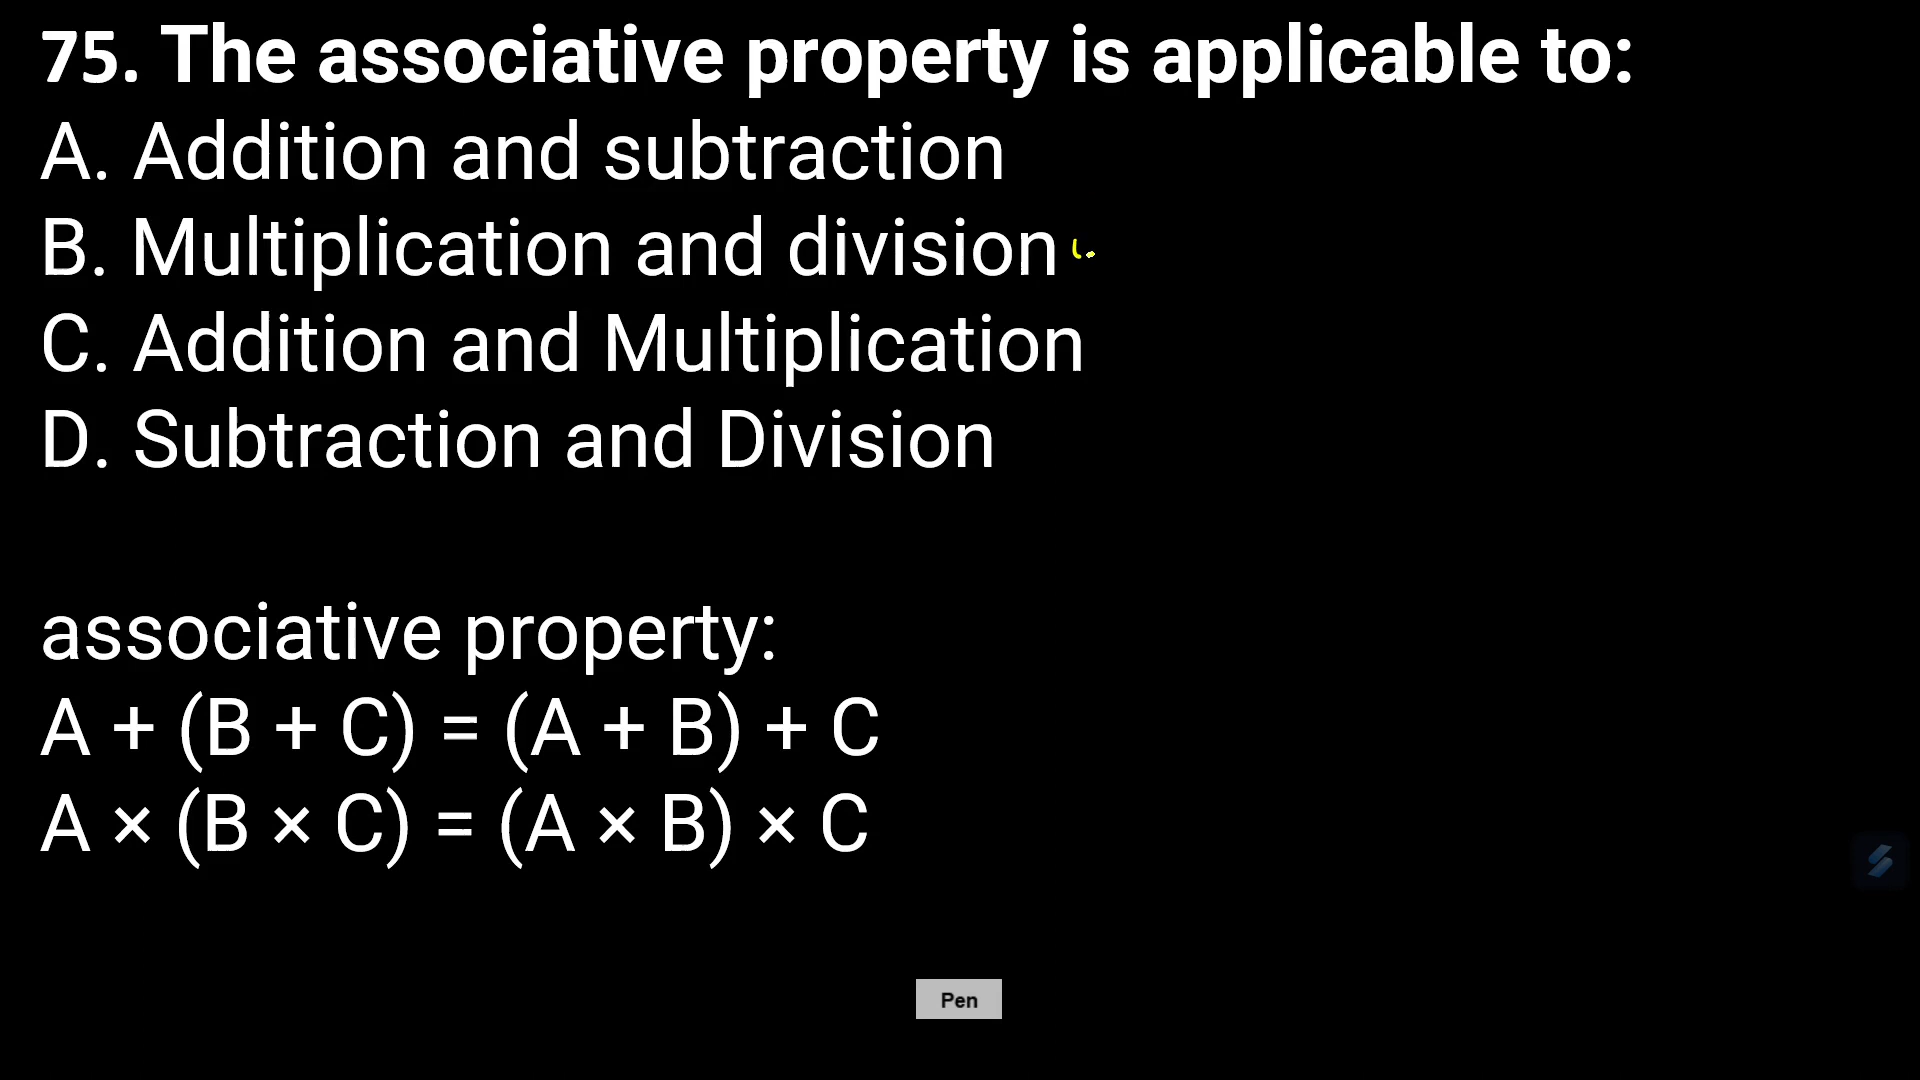 75. The associative property is applicable to:
A. Addition and subtraction
B. Multiplication and division
C. Addition and Multiplication
D. Subtraction and Division
associative property:
A + (B + C) = (A + B) + C
A × (B × C) = (A × B) × C
Pen